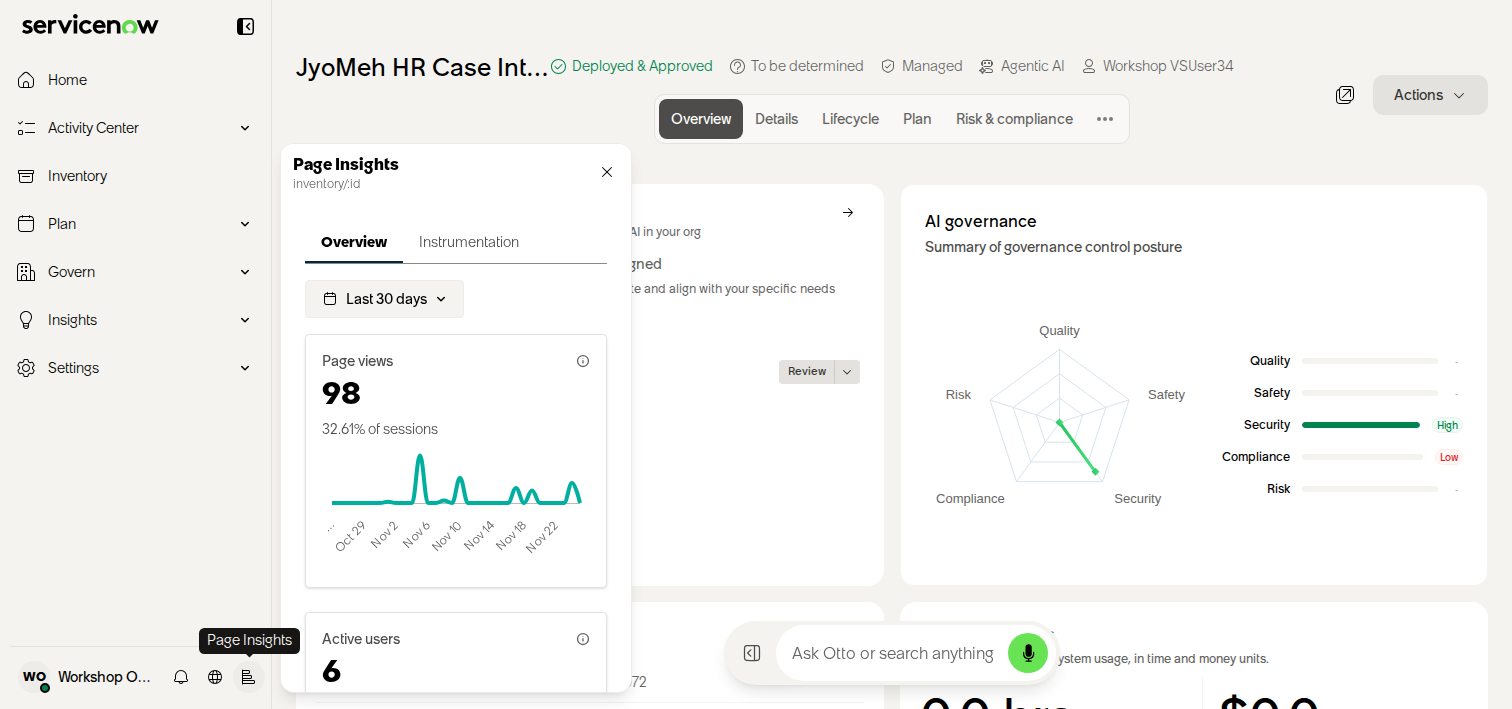 servicenow
Home
Activity Center
Inventory
Plan
Govern
Insights
Settings
Page Insights
WO
Workshop O...
JyoMeh HR Case Int...
Deployed & Approved
To be determined
Managed
Agentic AI
Workshop VSUser34
Actions
Overview
Details
Lifecycle
Plan
Risk & compliance
Page Insights
inventory/:id
Overview
Instrumentation
Last 30 days
Page views
98
32.61% of sessions
...
Oct 29
Nov 2
Nov 6
Nov 10
Nov 14
Nov 18
Nov 22
Active users
6
AI in your org
gned
te and align with your specific needs
Review
AI governance
Summary of governance control posture
Quality
Safety
Security
Compliance
Risk
Quality -
Safety -
Security High
Compliance Low
Risk -
Ask Otto or search anything
ystem usage, in time and money units.
72